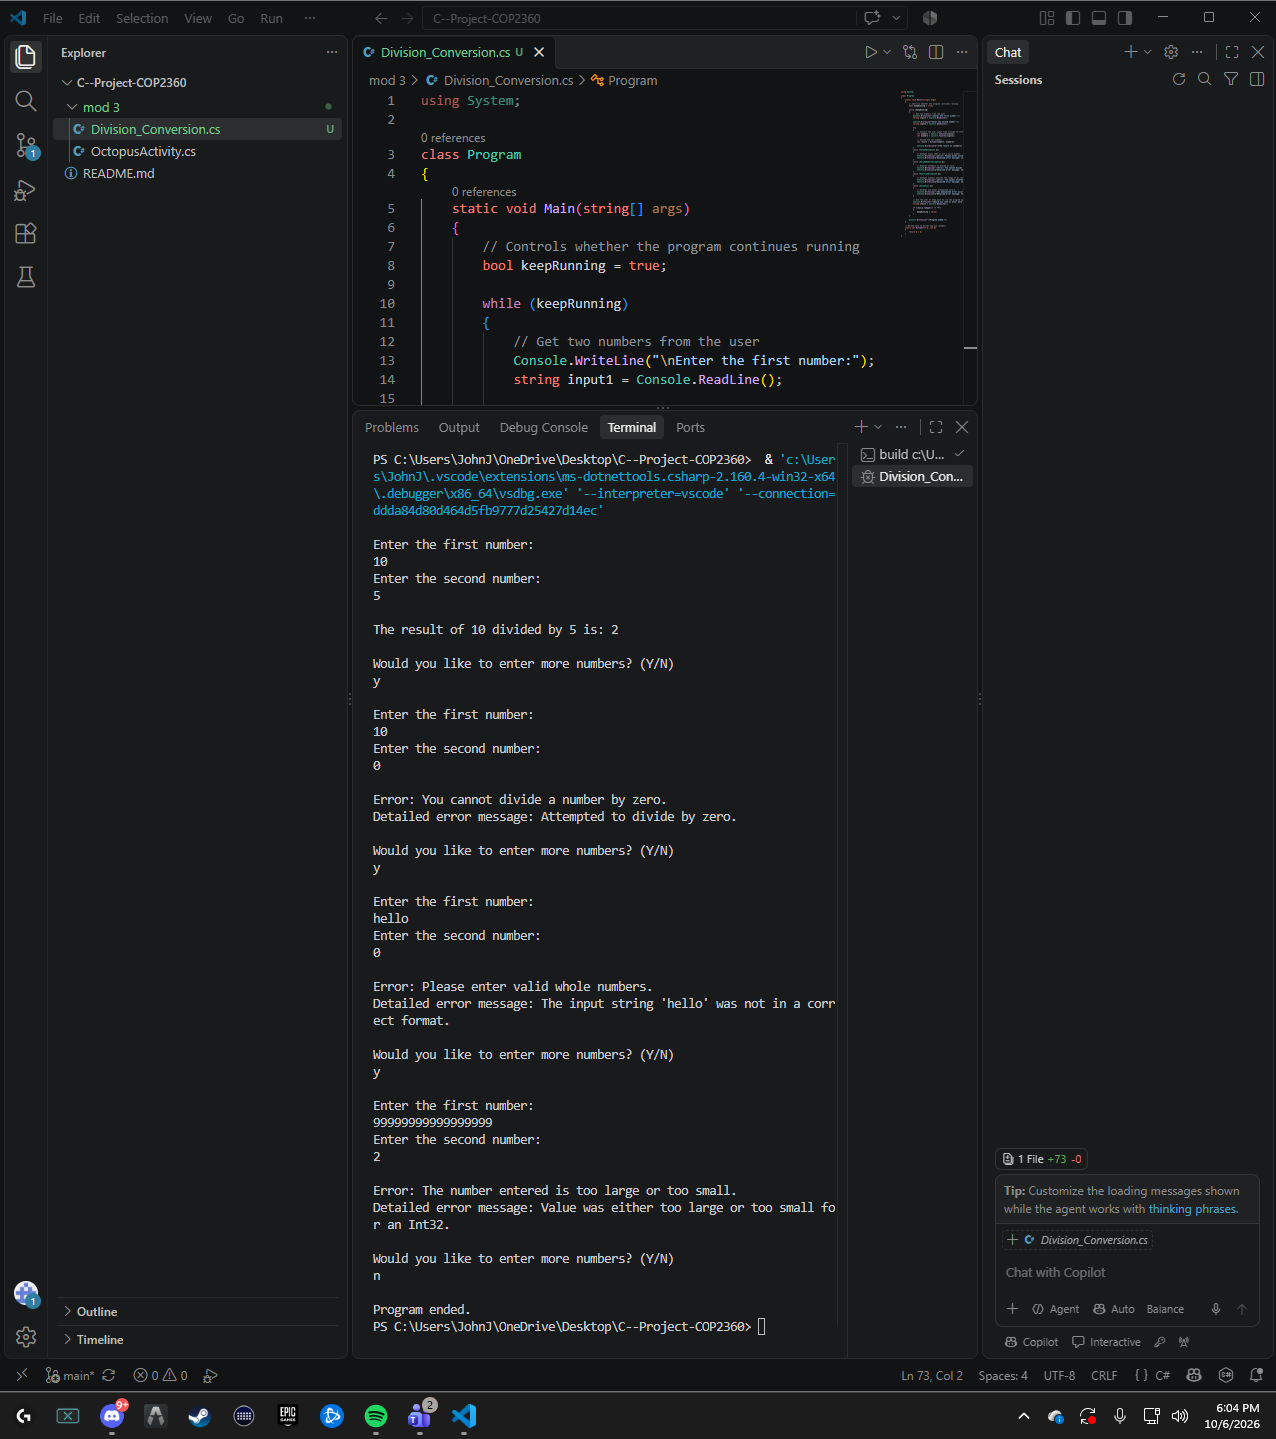 File Edit Selection View Go Run ···
C--Project-COP2360
Explorer
C--Project-COP2360
mod 3
Division_Conversion.cs U
OctopusActivity.cs
README.md
Outline
Timeline
Division_Conversion.cs U
mod 3 > Division_Conversion.cs > Program
1 using System;
2
0 references
3 class Program
4 {
0 references
5 static void Main(string[] args)
6 {
7 // Controls whether the program continues running
8 bool keepRunning = true;
9
10 while (keepRunning)
11 {
12 // Get two numbers from the user
13 Console.WriteLine("\nEnter the first number:");
14 string input1 = Console.ReadLine();
15
Problems Output Debug Console Terminal Ports
build c:\U...
Division_Con...
PS C:\Users\JohnJ\OneDrive\Desktop\C--Project-COP2360> & 'c:\User
s\JohnJ\.vscode\extensions\ms-dotnettools.csharp-2.160.4-win32-x64
\.debugger\x86_64\vsdbg.exe' '--interpreter=vscode' '--connection=
ddda84d80d464d5fb9777d25427d14ec'
Enter the first number:
10
Enter the second number:
5
The result of 10 divided by 5 is: 2
Would you like to enter more numbers? (Y/N)
y
Enter the first number:
10
Enter the second number:
0
Error: You cannot divide a number by zero.
Detailed error message: Attempted to divide by zero.
Would you like to enter more numbers? (Y/N)
y
Enter the first number:
hello
Enter the second number:
0
Error: Please enter valid whole numbers.
Detailed error message: The input string 'hello' was not in a corr
ect format.
Would you like to enter more numbers? (Y/N)
y
Enter the first number:
99999999999999999
Enter the second number:
2
Error: The number entered is too large or too small.
Detailed error message: Value was either too large or too small fo
r an Int32.
Would you like to enter more numbers? (Y/N)
n
Program ended.
PS C:\Users\JohnJ\OneDrive\Desktop\C--Project-COP2360>
Chat
Sessions
1 File +73 -0
Tip: Customize the loading messages shown
while the agent works with thinking phrases.
Division_Conversion.cs
Chat with Copilot
Agent Auto Balance
Copilot Interactive
1
1
main* 0 0
Ln 73, Col 2 Spaces: 4 UTF-8 CRLF { } C#
9+
EPIC GAMES
2
6:04 PM
10/6/2026